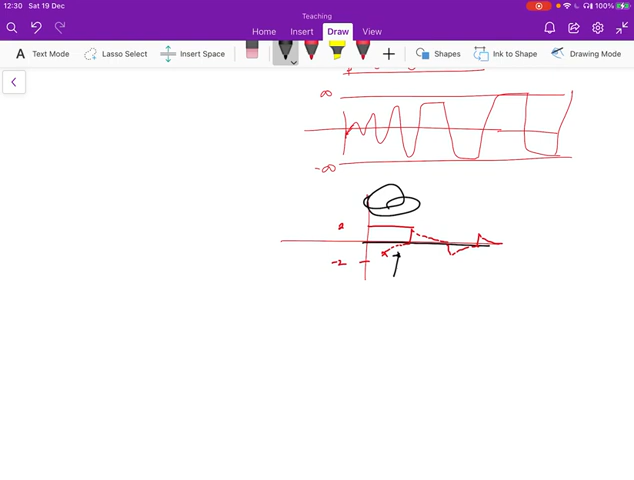 12:30 Sat 19 Dec
100%
Teaching
Home Insert Draw View
A Text Mode Lasso Select Insert Space Shapes Ink to Shape Drawing Mode
∞
-∞
2
-2